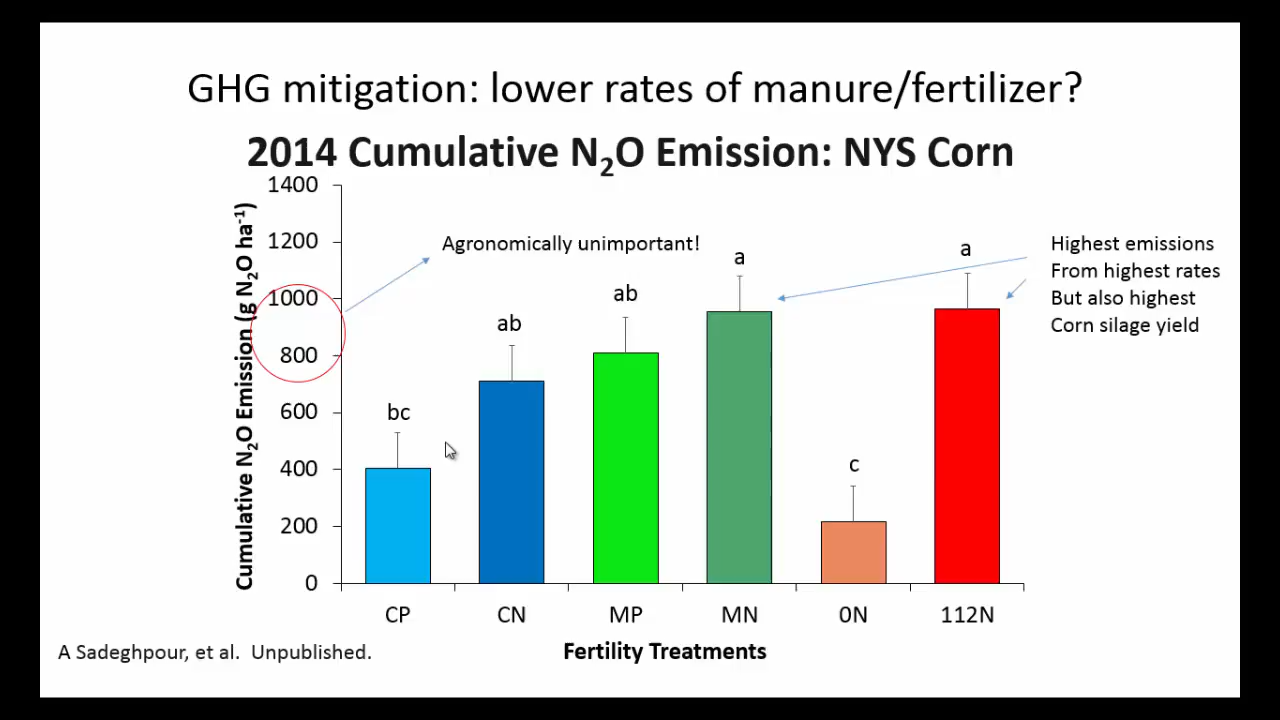 GHG mitigation: lower rates of manure/fertilizer?
2014 Cumulative N₂O Emission: NYS Corn
Cumulative N₂O Emission (g N₂O ha⁻¹)
1400
1200
1000
800
600
400
200
0
Agronomically unimportant!
Highest emissions
From highest rates
But also highest
Corn silage yield
bc
ab
ab
a
c
a
CP CN MP MN 0N 112N
Fertility Treatments
A Sadeghpour, et al. Unpublished.